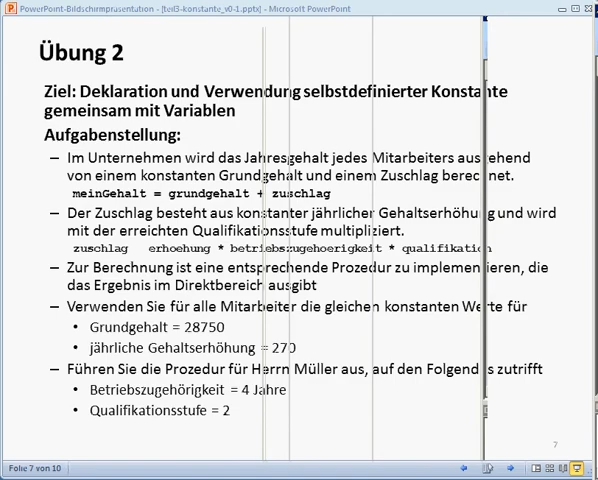 PowerPoint-Bildschirmpräsentation - [teil3-konstante_v0-1.pptx] - Microsoft PowerPoint
Übung 2
Ziel: Deklaration und Verwendung selbstdefinierter Konstante
gemeinsam mit Variablen
Aufgabenstellung:
– Im Unternehmen wird das Jahresgehalt jedes Mitarbeiters ausgehend
von einem konstanten Grundgehalt und einem Zuschlag berechnet.
meinGehalt = grundgehalt + zuschlag
– Der Zuschlag besteht aus konstanter jährlicher Gehaltserhöhung und wird
mit der erreichten Qualifikationsstufe multipliziert.
zuschlag erhoehung * betriebszugehoerigkeit * qualifikation
– Zur Berechnung ist eine entsprechende Prozedur zu implementieren, die
das Ergebnis im Direktbereich ausgibt
– Verwenden Sie für alle Mitarbeiter die gleichen konstanten Werte für
• Grundgehalt = 28750
• jährliche Gehaltserhöhung = 270
– Führen Sie die Prozedur für Herrn Müller aus, auf den Folgendes zutrifft
• Betriebszugehörigkeit = 4 Jahre
• Qualifikationsstufe = 2
7
Folie 7 von 10